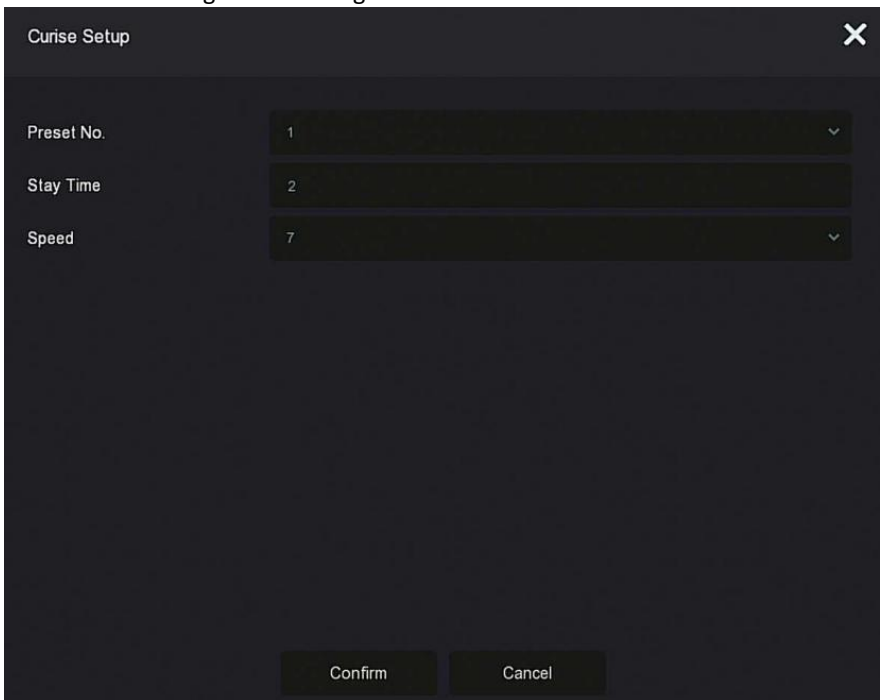 Curise Setup
Preset No. 1
Stay Time 2
Speed 7
Confirm Cancel